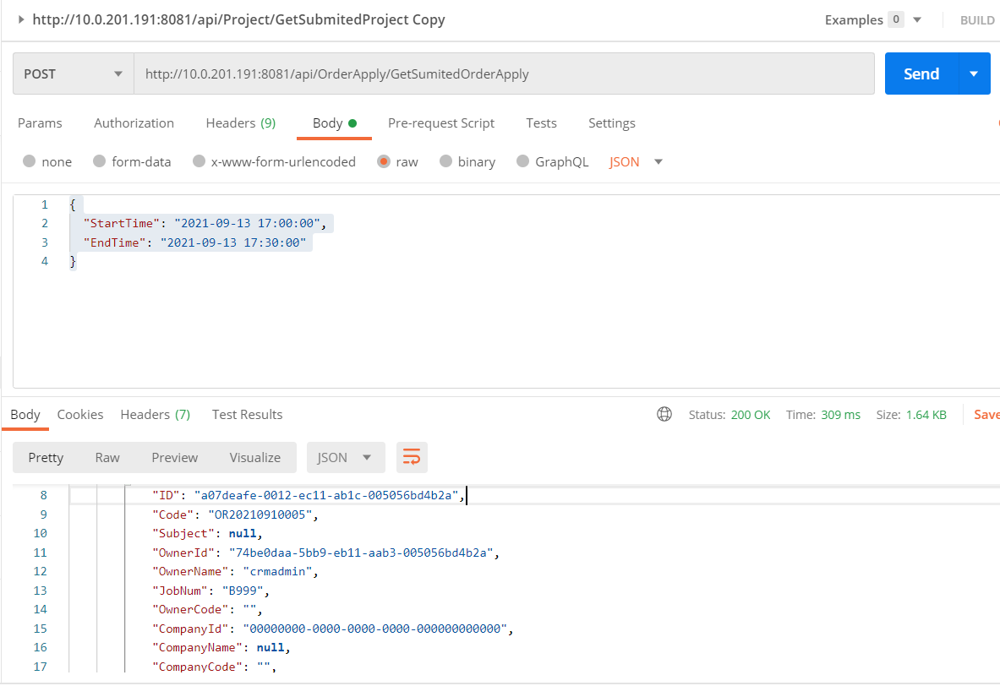 http://10.0.201.191:8081/api/Project/GetSubmitedProject Copy Examples 0 BUILD
POST http://10.0.201.191:8081/api/OrderApply/GetSumitedOrderApply Send
Params Authorization Headers (9) Body Pre-request Script Tests Settings
none form-data x-www-form-urlencoded raw binary GraphQL JSON
1 {
2 "StartTime": "2021-09-13 17:00:00",
3 "EndTime": "2021-09-13 17:30:00"
4 }
Body Cookies Headers (7) Test Results Status: 200 OK Time: 309 ms Size: 1.64 KB Save
Pretty Raw Preview Visualize JSON
8 "ID": "a07deafe-0012-ec11-ab1c-005056bd4b2a",
9 "Code": "OR20210910005",
10 "Subject": null,
11 "OwnerId": "74be0daa-5bb9-eb11-aab3-005056bd4b2a",
12 "OwnerName": "crmadmin",
13 "JobNum": "B999",
14 "OwnerCode": "",
15 "CompanyId": "00000000-0000-0000-0000-000000000000",
16 "CompanyName": null,
17 "CompanyCode": "",